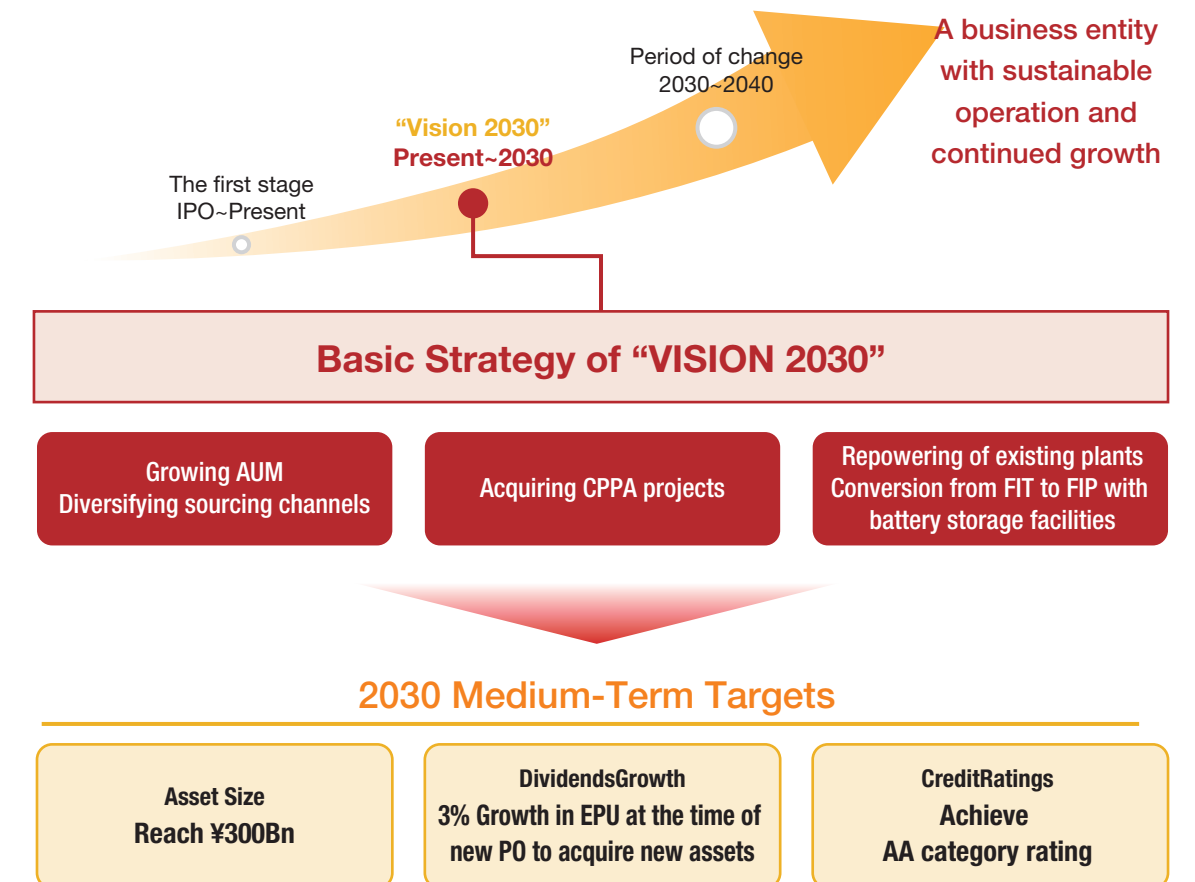 A business entity
with sustainable
operation and
continued growth
Period of change
2030~2040
“Vision 2030”
Present~2030
The first stage
IPO~Present
Basic Strategy of “VISION 2030”
Growing AUM
Diversifying sourcing channels
Acquiring CPPA projects
Repowering of existing plants
Conversion from FIT to FIP with
battery storage facilities
2030 Medium-Term Targets
Asset Size
Reach ¥300Bn
DividendsGrowth
3% Growth in EPU at the time of
new PO to acquire new assets
CreditRatings
Achieve
AA category rating